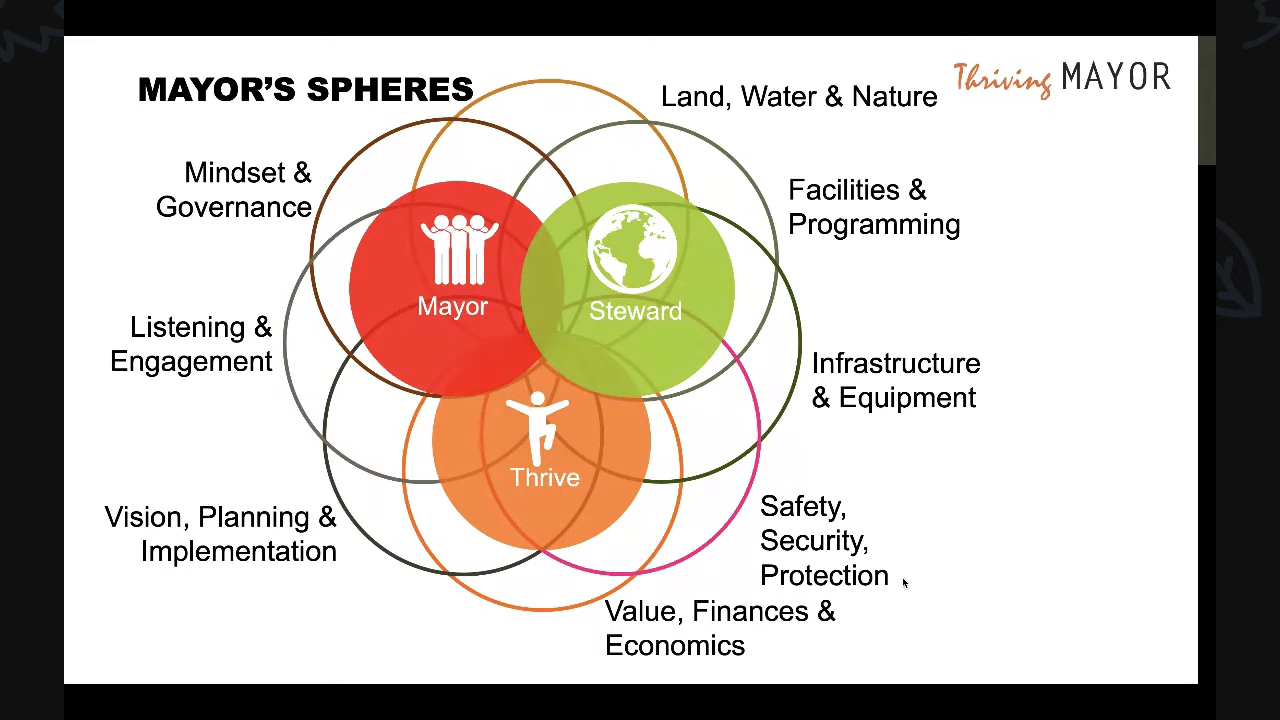 MAYOR'S SPHERES
Thriving MAYOR
Land, Water & Nature
Mindset &
Governance
Facilities &
Programming
Mayor
Steward
Listening &
Engagement
Infrastructure
& Equipment
Thrive
Vision, Planning &
Implementation
Safety,
Security,
Protection
Value, Finances &
Economics